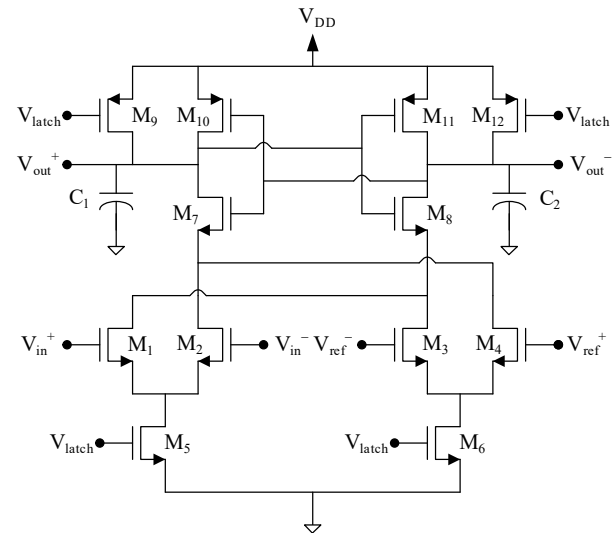 V_DD
V_latch M_9 M_10 M_11 M_12 V_latch
V_out^+ V_out^-
C_1 M_7 M_8 C_2
V_in^+ M_1 M_2 V_in^- V_ref^- M_3 M_4 V_ref^+
V_latch M_5 V_latch M_6